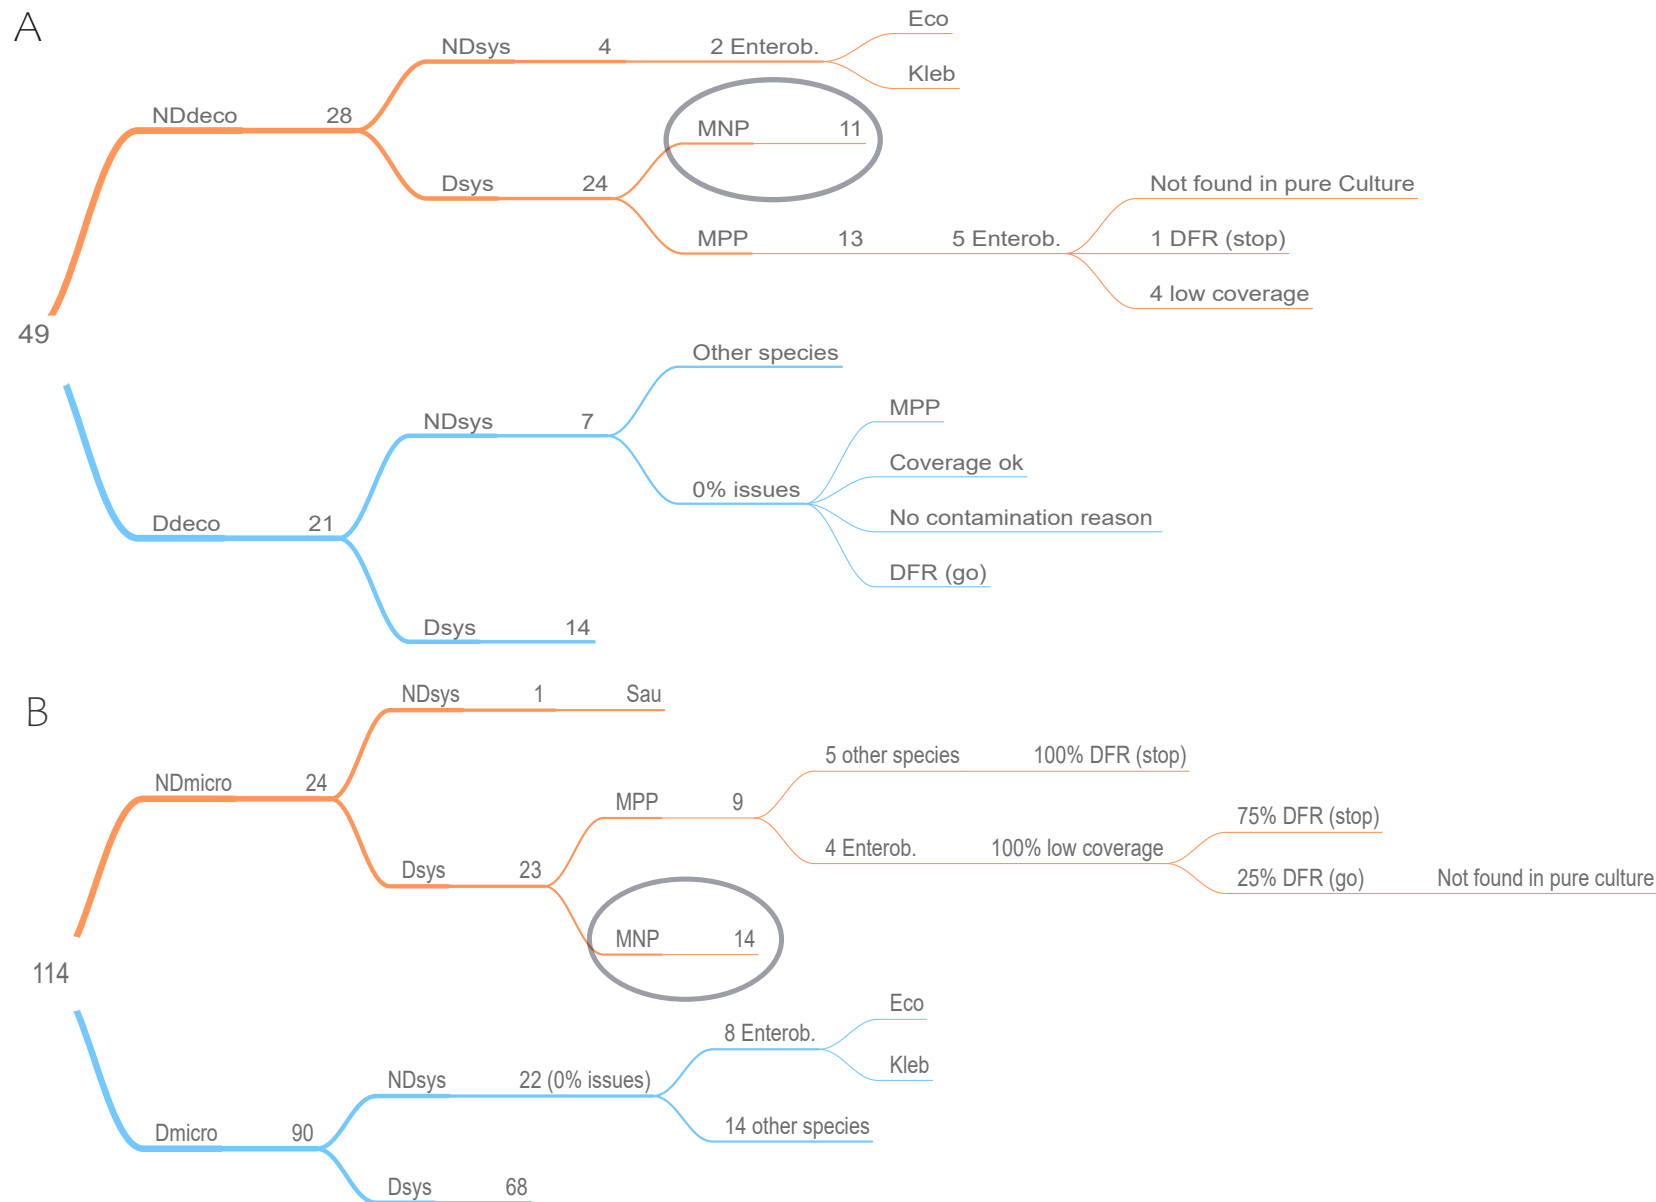 A
Eco
NDsys 4 2 Enterob.
Kleb
NDdeco 28
MNP 11
Dsys 24
Not found in pure Culture
MPP 13 5 Enterob. 1 DFR (stop)
4 low coverage
49
Other species
MPP
NDsys 7
Coverage ok
0% issues
No contamination reason
Ddeco 21
DFR (go)
Dsys 14
B
NDsys 1 Sau
5 other species 100% DFR (stop)
NDmicro 24
MPP 9
75% DFR (stop)
4 Enterob. 100% low coverage
Dsys 23
25% DFR (go) Not found in pure culture
MNP 14
114
Eco
8 Enterob.
Kleb
NDsys 22 (0% issues)
14 other species
Dmicro 90
Dsys 68